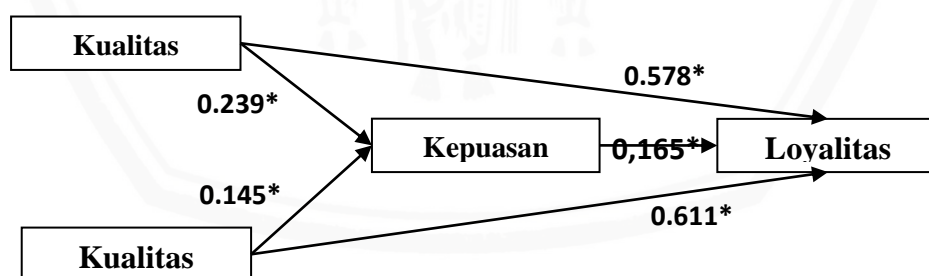 Kualitas
0.578*
0.239*
Kepuasan
0,165*
Loyalitas
0.145*
0.611*
Kualitas